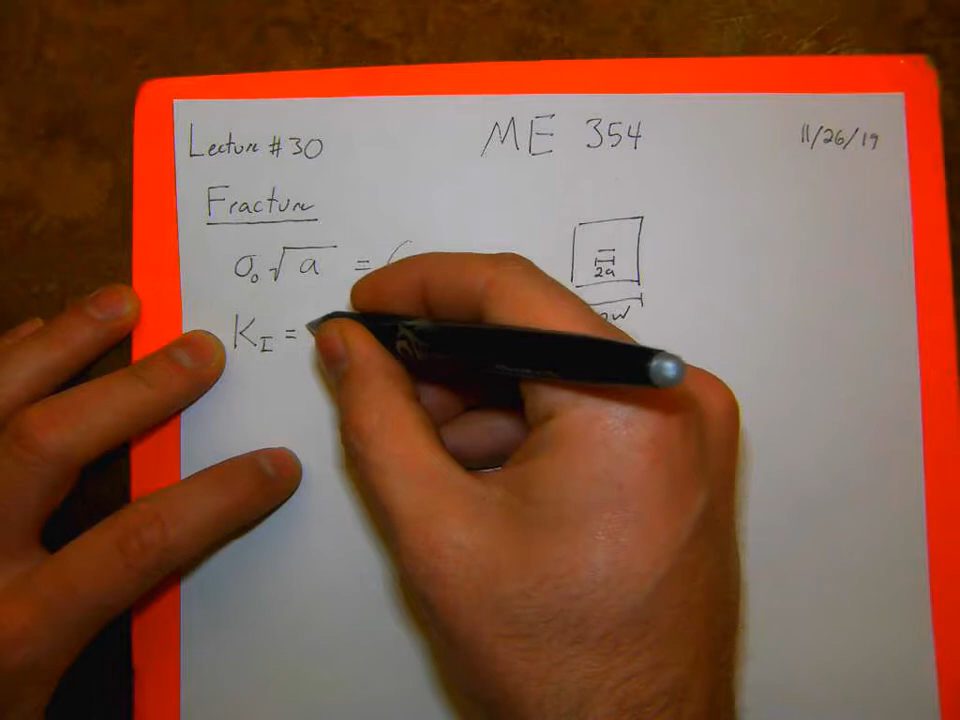 Lecture #30
ME 354
11/26/19
Fracture
σ₀√a = C
2a
K_I =